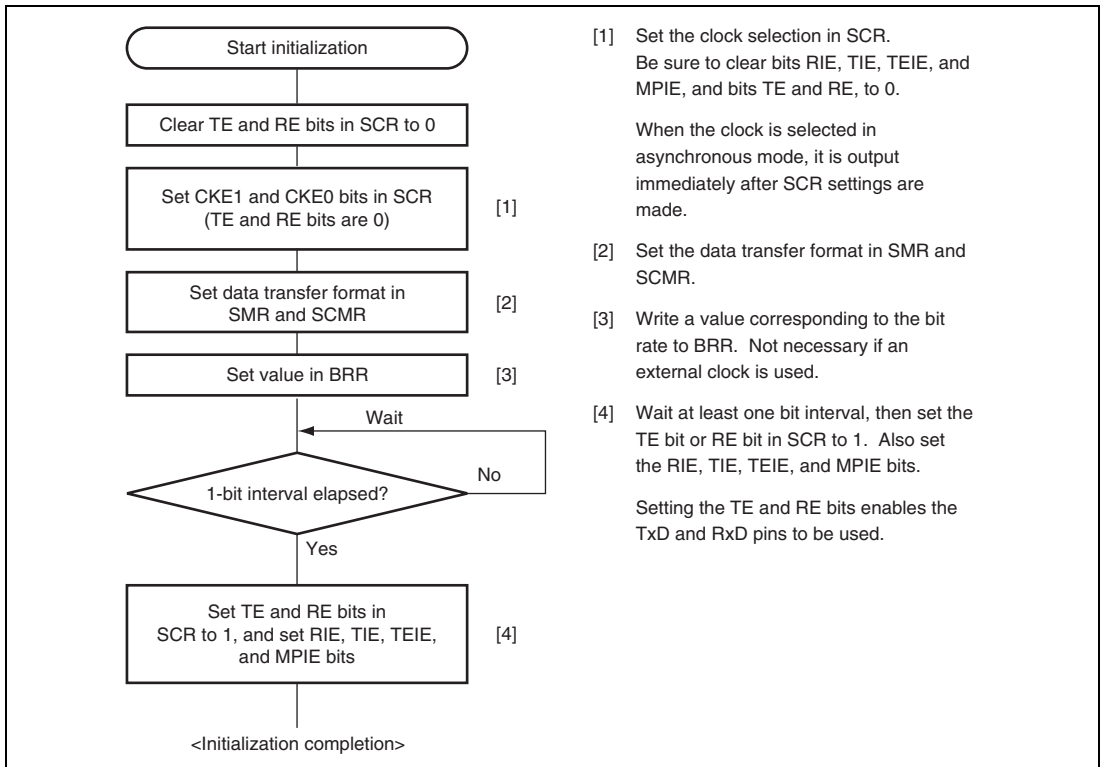 Start initialization
Clear TE and RE bits in SCR to 0
Set CKE1 and CKE0 bits in SCR
(TE and RE bits are 0)
[1]
Set data transfer format in
SMR and SCMR
[2]
Set value in BRR
[3]
Wait
No
1-bit interval elapsed?
Yes
Set TE and RE bits in
SCR to 1, and set RIE, TIE, TEIE,
and MPIE bits
[4]
<Initialization completion>
[1] Set the clock selection in SCR.
Be sure to clear bits RIE, TIE, TEIE, and
MPIE, and bits TE and RE, to 0.
When the clock is selected in
asynchronous mode, it is output
immediately after SCR settings are
made.
[2] Set the data transfer format in SMR and
SCMR.
[3] Write a value corresponding to the bit
rate to BRR. Not necessary if an
external clock is used.
[4] Wait at least one bit interval, then set the
TE bit or RE bit in SCR to 1. Also set
the RIE, TIE, TEIE, and MPIE bits.
Setting the TE and RE bits enables the
TxD and RxD pins to be used.